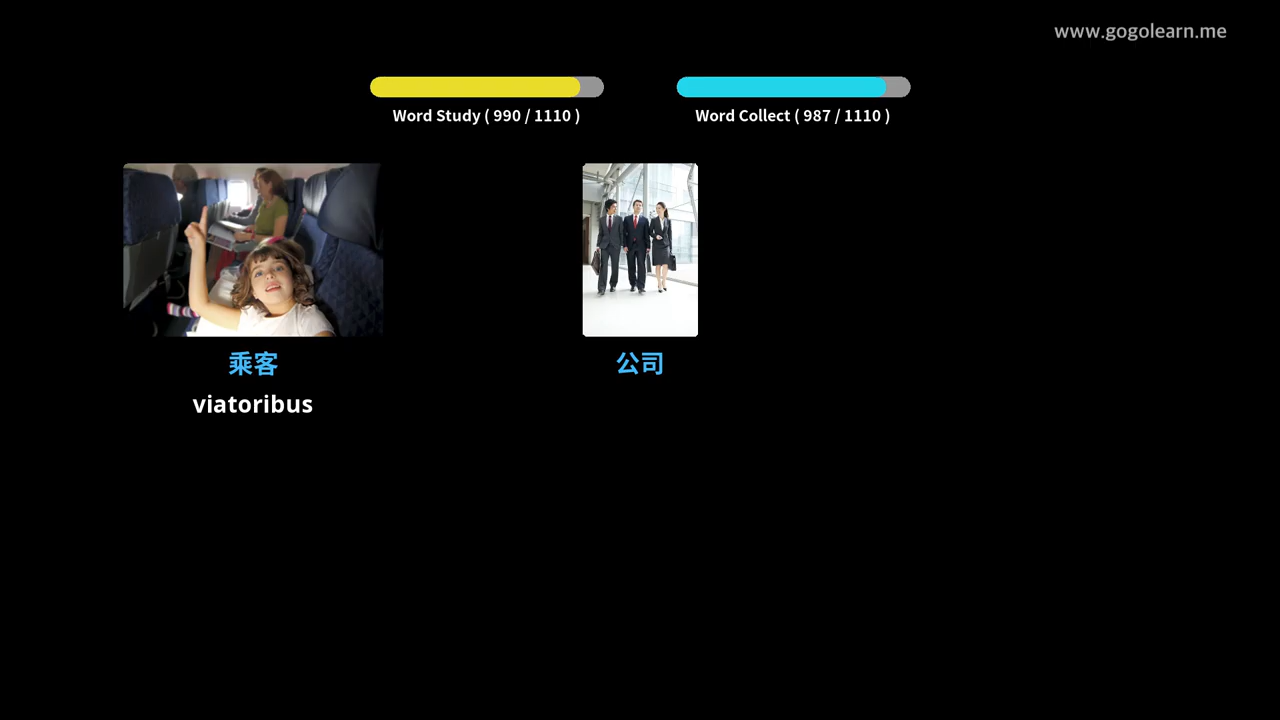 www.gogolearn.me
Word Study ( 990 / 1110 )
Word Collect ( 987 / 1110 )
乘客
viatoribus
公司